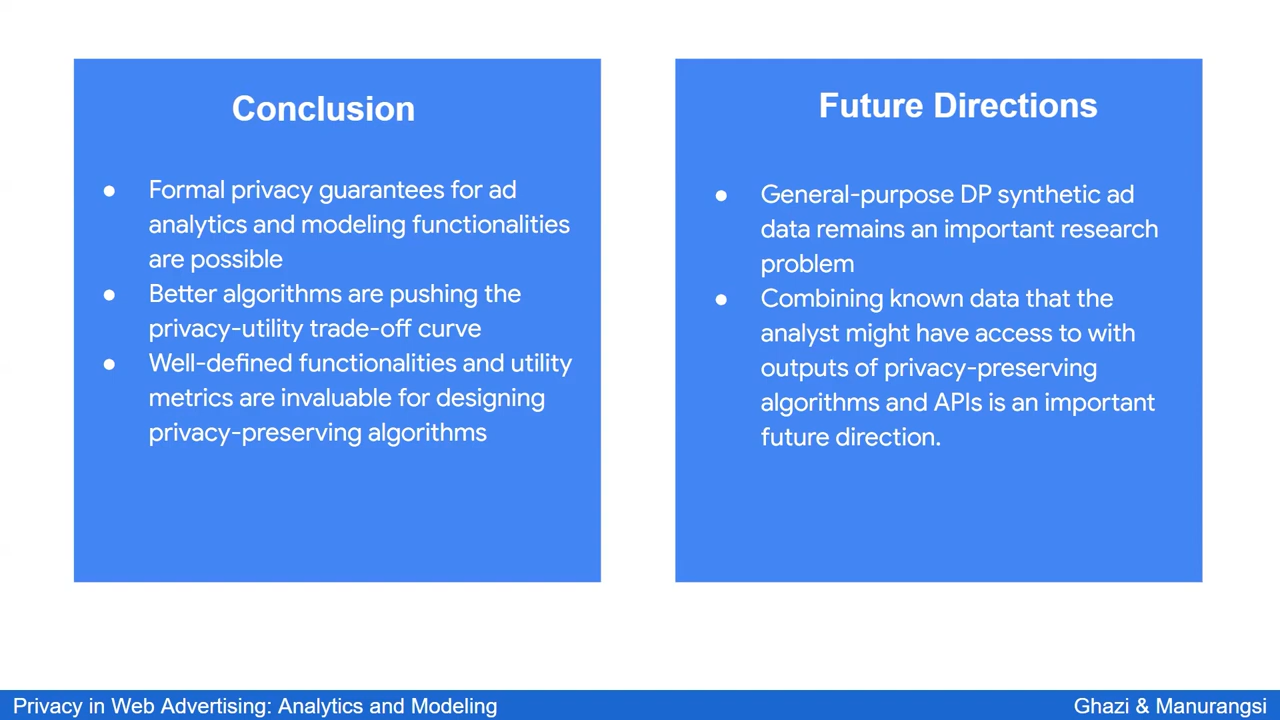 Conclusion
● Formal privacy guarantees for ad
analytics and modeling functionalities
are possible
● Better algorithms are pushing the
privacy-utility trade-off curve
● Well-defined functionalities and utility
metrics are invaluable for designing
privacy-preserving algorithms
Future Directions
● General-purpose DP synthetic ad
data remains an important research
problem
● Combining known data that the
analyst might have access to with
outputs of privacy-preserving
algorithms and APIs is an important
future direction.
Privacy in Web Advertising: Analytics and Modeling
Ghazi & Manurangsi